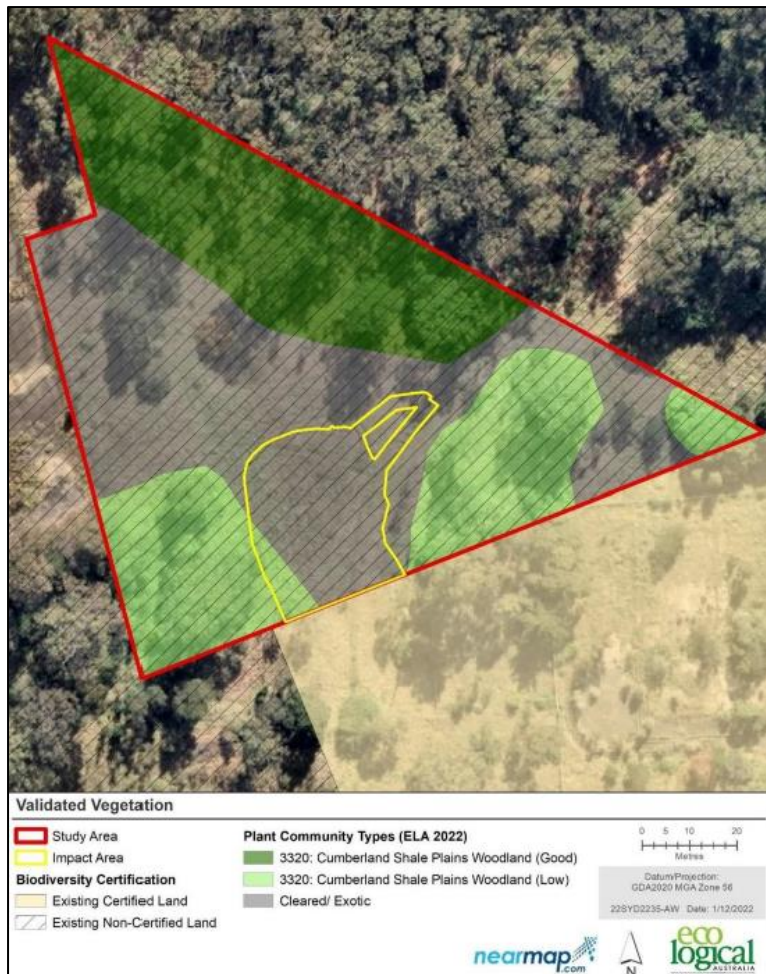 Validated Vegetation
Study Area
Impact Area
Biodiversity Certification
Existing Certified Land
Existing Non-Certified Land
Plant Community Types (ELA 2022)
3320: Cumberland Shale Plains Woodland (Good)
3320: Cumberland Shale Plains Woodland (Low)
Cleared/ Exotic
0 5 10 20
Metres
Datum/Projection:
GDA2020 MGA Zone 56
22SYD2235-AW Date: 1/12/2022
nearmap
.com
N
eco
logical
AUSTRALIA